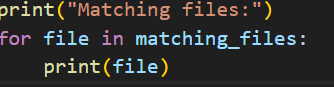 print("Matching files:")
for file in matching_files:
    print(file)